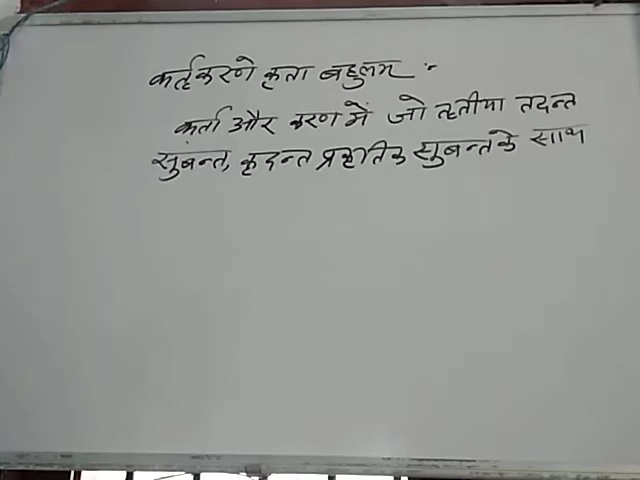 कर्तृकरणे कृता बहुलम् :-
कर्ता और करण में जो तृतीया तदन्त
सुबन्त, कृदन्त प्रकृतिक सुबन्त के साथ